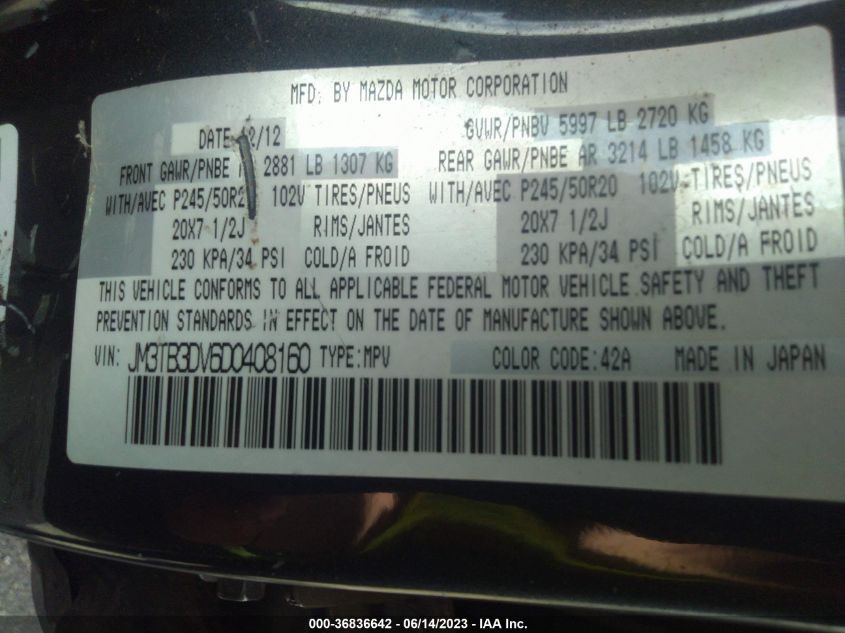 MFD. BY MAZDA MOTOR CORPORATION
DATE 12/12 GVWR/PNBV 5997 LB 2720 KG
FRONT GAWR/PNBE 2881 LB 1307 KG REAR GAWR/PNBE AR 3214 LB 1458 KG
WITH/AVEC P245/50R20 102V TIRES/PNEUS WITH/AVEC P245/50R20 102V TIRES/PNEUS
20X7 1/2J RIMS/JANTES 20X7 1/2J RIMS/JANTES
230 KPA/34 PSI COLD/A FROID 230 KPA/34 PSI COLD/A FROID
THIS VEHICLE CONFORMS TO ALL APPLICABLE FEDERAL MOTOR VEHICLE SAFETY AND THEFT
PREVENTION STANDARDS IN EFFECT ON THE DATE OF MANUFACTURE SHOWN ABOVE.
VIN: JM3TB3DV6D0408160 TYPE:MPV COLOR CODE:42A MADE IN JAPAN
000-36836642 - 06/14/2023 - IAA Inc.